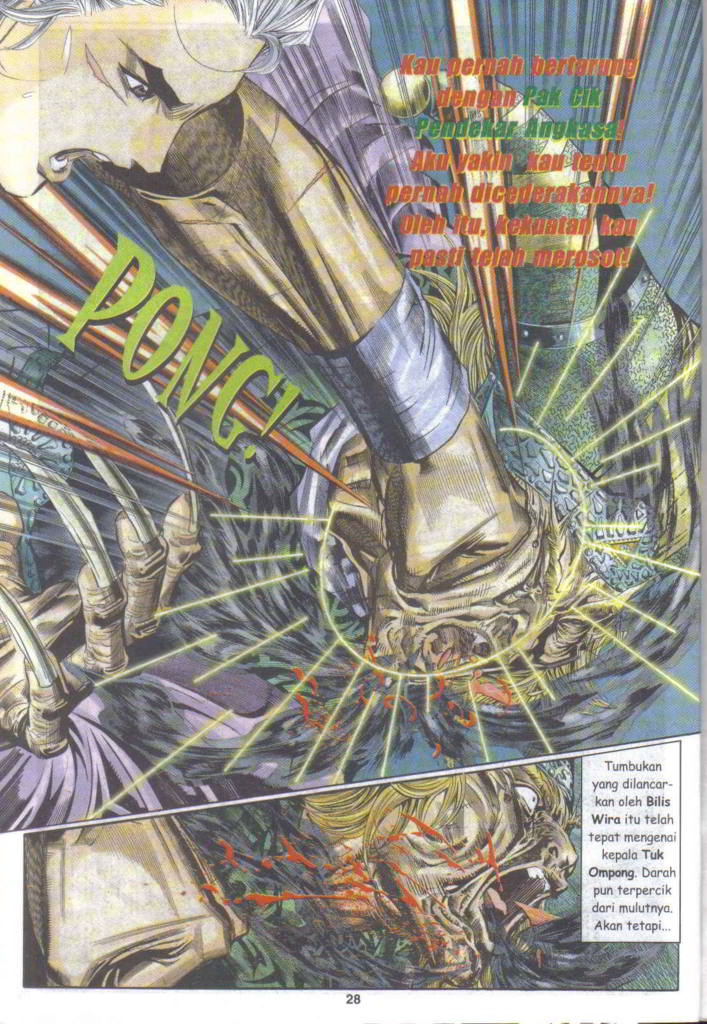 Kau pernah bertarung
dengan Pak Cik
Pendekar Angkasa!
Aku yakin, kau tentu
pernah dicederakannya!
Oleh itu, kekuatan kau
pasti telah merosot!
PONG!
Tumbukan
yang dilancar-
kan oleh Bilis
Wira itu telah
tepat mengenai
kepala Tuk
Ompong. Darah
pun terpercik
dari mulutnya.
Akan tetapi...
28